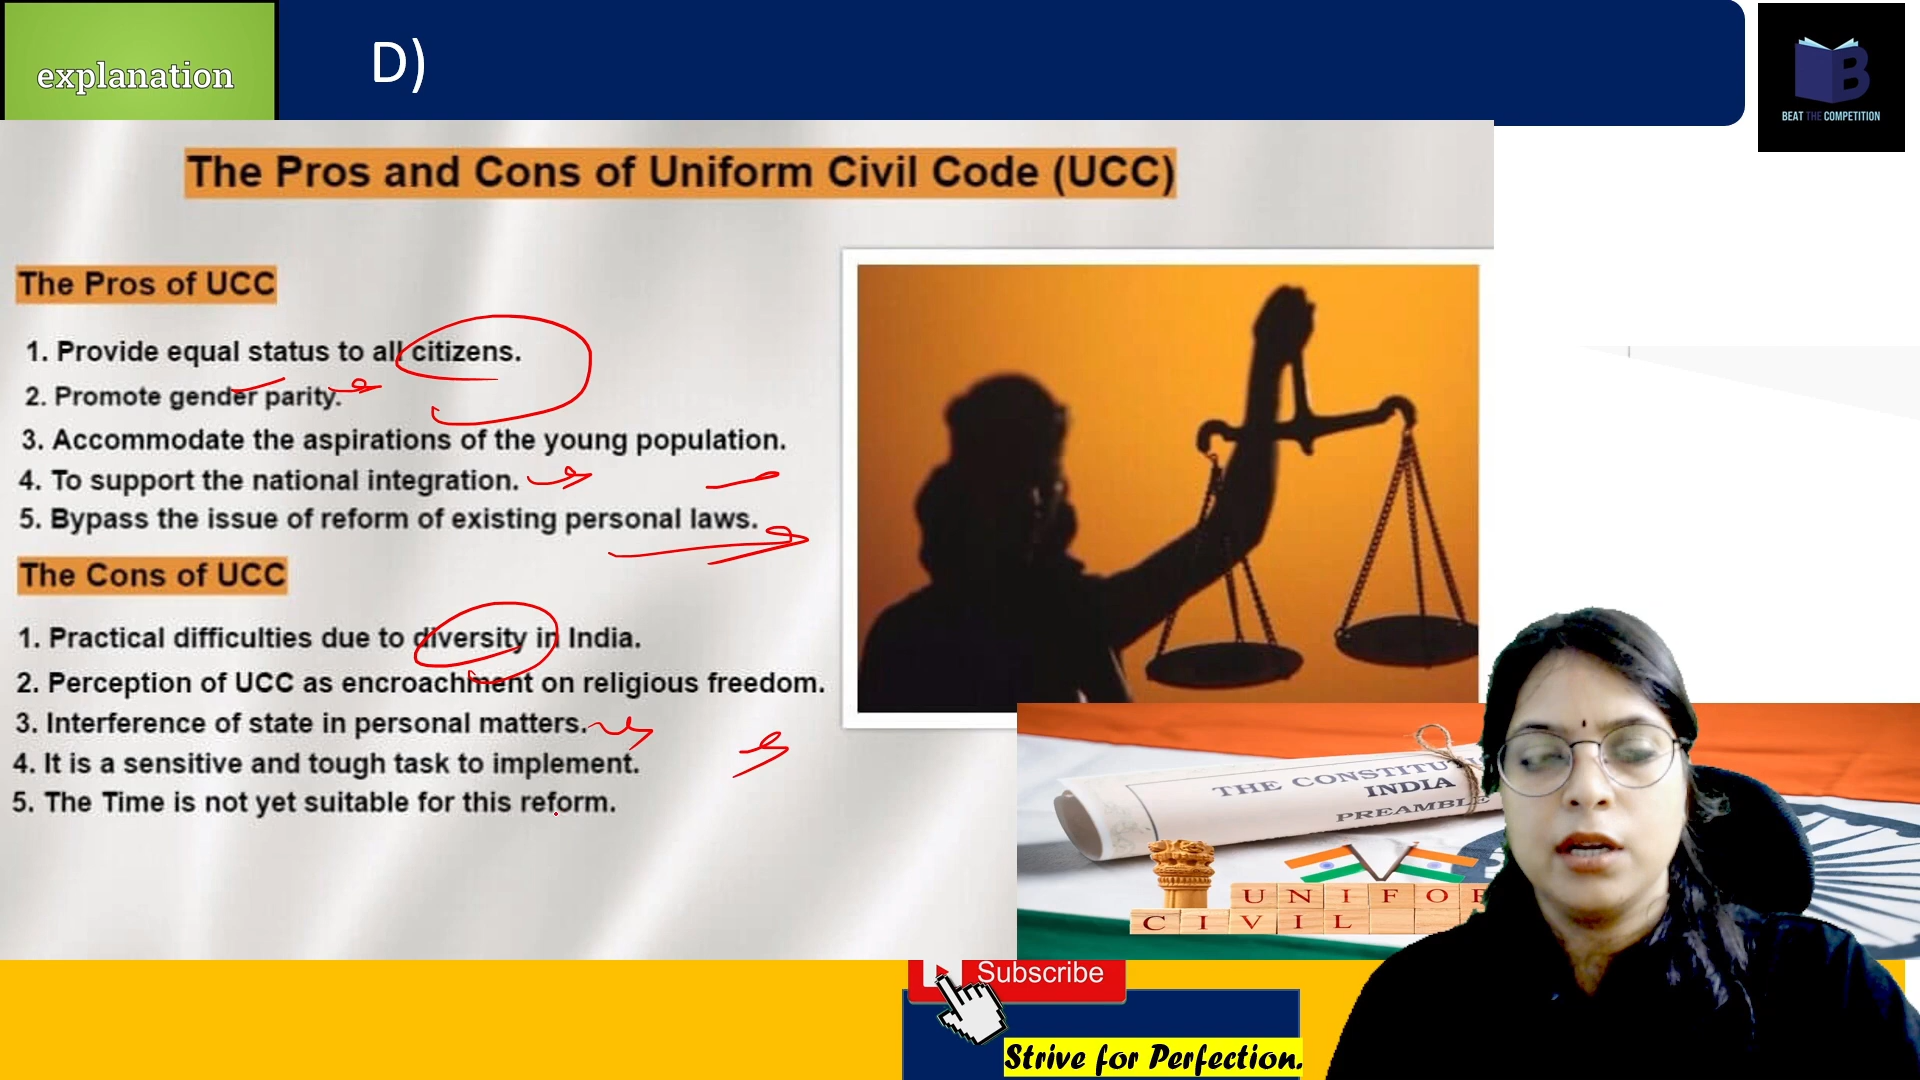 explanation
D)
BEAT THE COMPETITION
The Pros and Cons of Uniform Civil Code (UCC)
The Pros of UCC
1. Provide equal status to all citizens.
2. Promote gender parity.
3. Accommodate the aspirations of the young population.
4. To support the national integration.
5. Bypass the issue of reform of existing personal laws.
The Cons of UCC
1. Practical difficulties due to diversity in India.
2. Perception of UCC as encroachment on religious freedom.
3. Interference of state in personal matters.
4. It is a sensitive and tough task to implement.
5. The Time is not yet suitable for this reform.
THE
INDIA
PREAMBLE
CIVIL
Subscribe
Strive for Perfection.